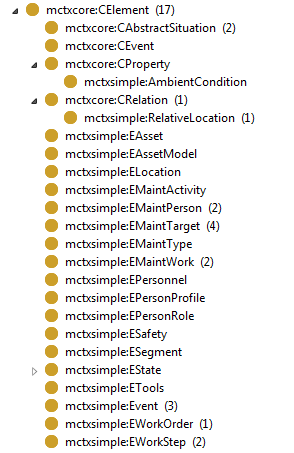 mctxcore:CElement (17)
mctxcore:CAbstractSituation (2)
mctxcore:CEvent
mctxcore:CProperty
mctxsimple:AmbientCondition
mctxcore:CRelation (1)
mctxsimple:RelativeLocation (1)
mctxsimple:EAsset
mctxsimple:EAssetModel
mctxsimple:ELocation
mctxsimple:EMaintActivity
mctxsimple:EMaintPerson (2)
mctxsimple:EMaintTarget (4)
mctxsimple:EMaintType
mctxsimple:EMaintWork (2)
mctxsimple:EPersonnel
mctxsimple:EPersonProfile
mctxsimple:EPersonRole
mctxsimple:ESafety
mctxsimple:ESegment
mctxsimple:EState
mctxsimple:ETools
mctxsimple:Event (3)
mctxsimple:EWorkOrder (1)
mctxsimple:EWorkStep (2)